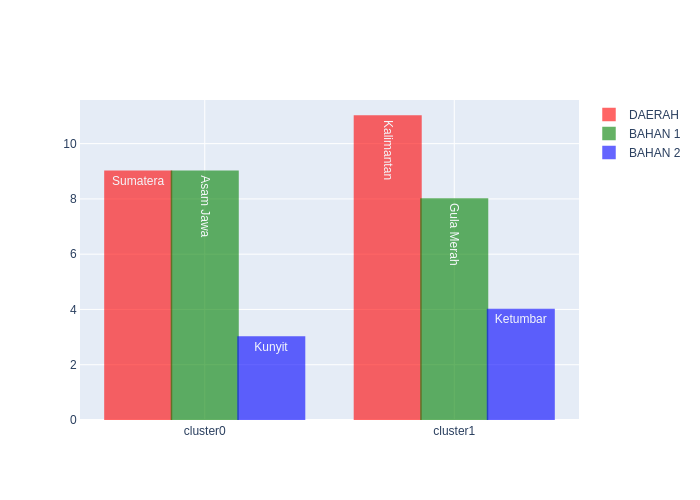 DAERAH
BAHAN 1
BAHAN 2
10
8
6
4
2
0
Sumatera
Asam Jawa
Kunyit
Kalimantan
Gula Merah
Ketumbar
cluster0
cluster1